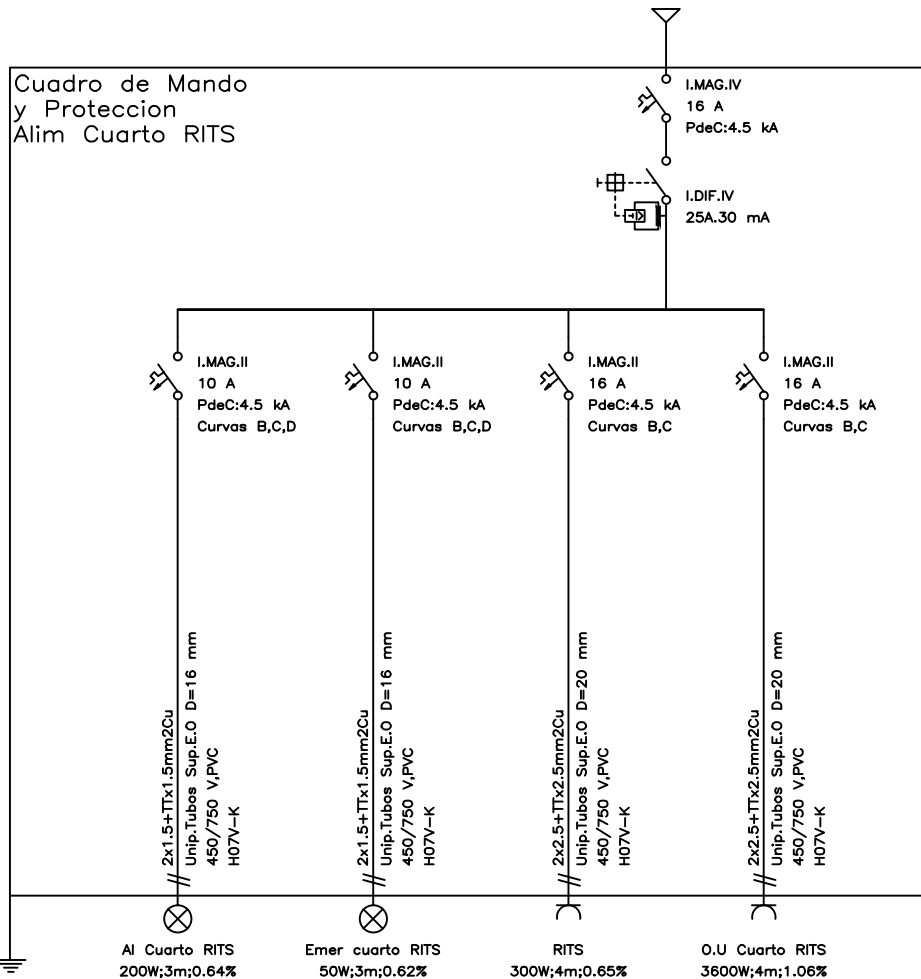 Cuadro de Mando
y Proteccion
Alim Cuarto RITS
I.MAG.IV
16 A
PdeC:4.5 kA
I.DIF.IV
25A.30 mA
I.MAG.II
10 A
PdeC:4.5 kA
Curvas B,C,D
I.MAG.II
10 A
PdeC:4.5 kA
Curvas B,C,D
I.MAG.II
16 A
PdeC:4.5 kA
Curvas B,C
I.MAG.II
16 A
PdeC:4.5 kA
Curvas B,C
2x1.5+TTx1.5mm2Cu
Unip.Tubos Sup.E.O D=16 mm
450/750 V,PVC
H07V-K
2x1.5+TTx1.5mm2Cu
Unip.Tubos Sup.E.O D=16 mm
450/750 V,PVC
H07V-K
2x2.5+TTx2.5mm2Cu
Unip.Tubos Sup.E.O D=20 mm
450/750 V,PVC
H07V-K
2x2.5+TTx2.5mm2Cu
Unip.Tubos Sup.E.O D=20 mm
450/750 V,PVC
H07V-K
Al Cuarto RITS
200W;3m;0.64%
Emer cuarto RITS
50W;3m;0.62%
RITS
300W;4m;0.65%
O.U Cuarto RITS
3600W;4m;1.06%